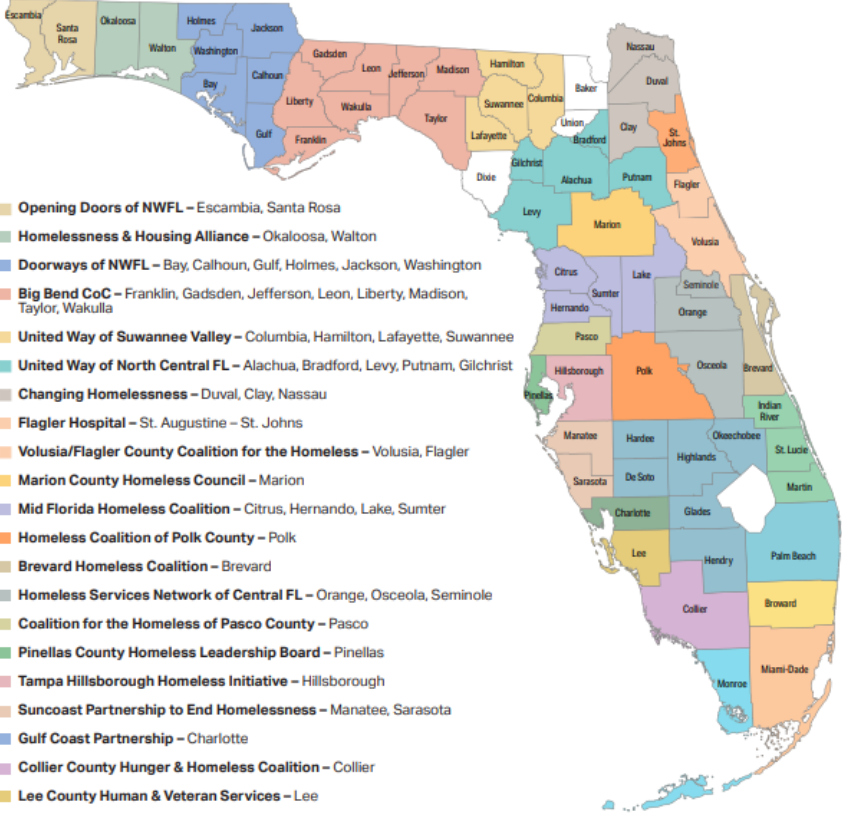 Escambia
Santa
Rosa
Okaloosa
Walton
Holmes
Jackson
Washington
Bay
Calhoun
Gulf
Gadsden
Leon
Jefferson
Madison
Liberty
Wakulla
Franklin
Taylor
Hamilton
Suwannee
Columbia
Lafayette
Baker
Union
Bradford
Nassau
Duval
Clay
St.
Johns
Dixie
Gilchrist
Alachua
Putnam
Flagler
Levy
Marion
Volusia
Citrus
Sumter
Lake
Hernando
Seminole
Orange
Pasco
Hillsborough
Polk
Osceola
Brevard
Pinellas
Indian
River
Manatee
Hardee
Okeechobee
Highlands
St. Lucie
Sarasota
De Soto
Martin
Charlotte
Glades
Lee
Hendry
Palm Beach
Collier
Broward
Monroe
Miami-Dade
Opening Doors of NWFL – Escambia, Santa Rosa
Homelessness & Housing Alliance – Okaloosa, Walton
Doorways of NWFL – Bay, Calhoun, Gulf, Holmes, Jackson, Washington
Big Bend CoC – Franklin, Gadsden, Jefferson, Leon, Liberty, Madison,
Taylor, Wakulla
United Way of Suwannee Valley – Columbia, Hamilton, Lafayette, Suwannee
United Way of North Central FL – Alachua, Bradford, Levy, Putnam, Gilchrist
Changing Homelessness – Duval, Clay, Nassau
Flagler Hospital – St. Augustine – St. Johns
Volusia/Flagler County Coalition for the Homeless – Volusia, Flagler
Marion County Homeless Council – Marion
Mid Florida Homeless Coalition – Citrus, Hernando, Lake, Sumter
Homeless Coalition of Polk County – Polk
Brevard Homeless Coalition – Brevard
Homeless Services Network of Central FL – Orange, Osceola, Seminole
Coalition for the Homeless of Pasco County – Pasco
Pinellas County Homeless Leadership Board – Pinellas
Tampa Hillsborough Homeless Initiative – Hillsborough
Suncoast Partnership to End Homelessness – Manatee, Sarasota
Gulf Coast Partnership – Charlotte
Collier County Hunger & Homeless Coalition – Collier
Lee County Human & Veteran Services – Lee